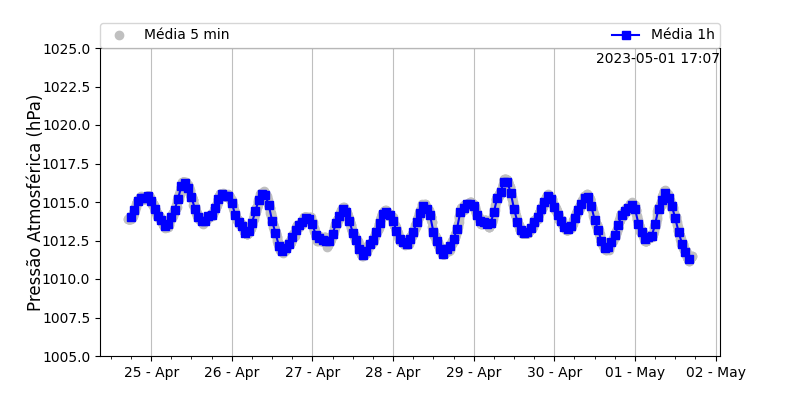 Média 5 min
Média 1h
2023-05-01 17:07
Pressão Atmosférica (hPa)
1025.0
1022.5
1020.0
1017.5
1015.0
1012.5
1010.0
1007.5
1005.0
25 - Apr
26 - Apr
27 - Apr
28 - Apr
29 - Apr
30 - Apr
01 - May
02 - May